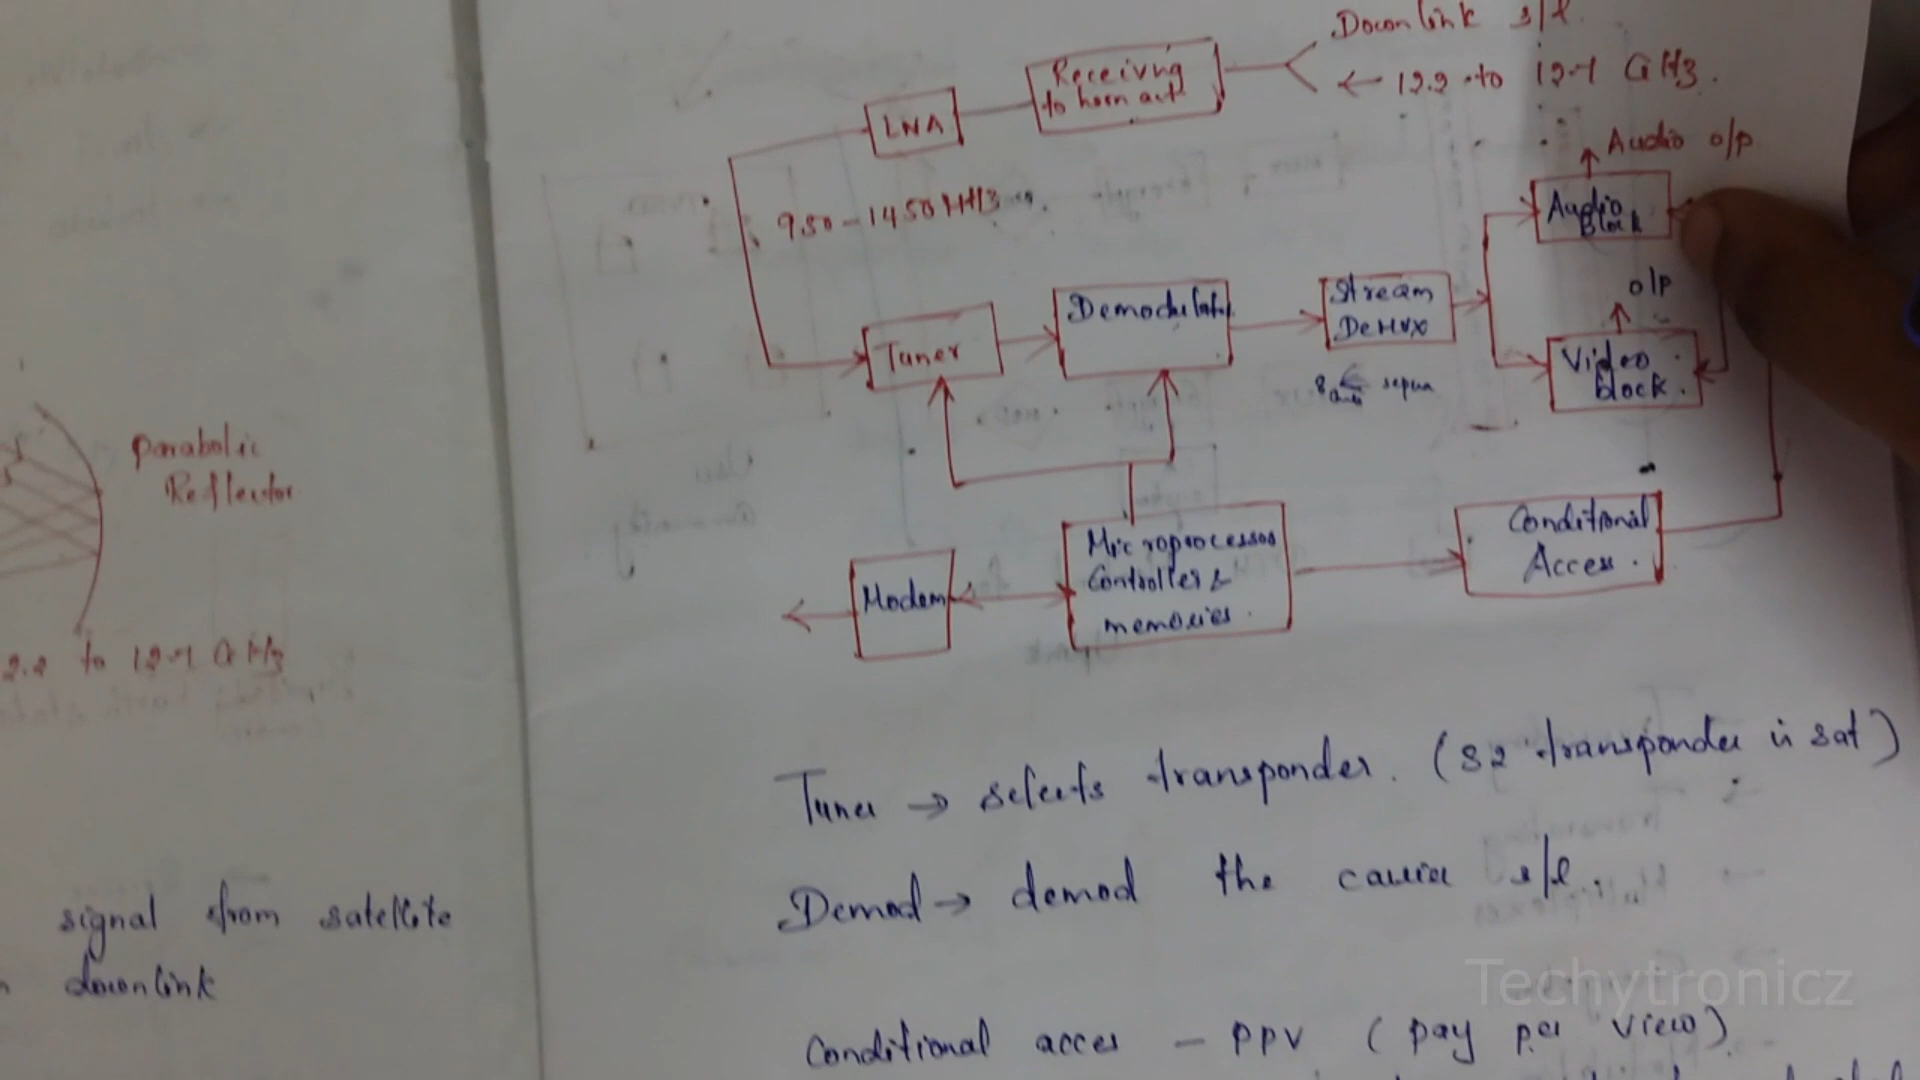 Downlink s/l.
← 12.2 to 12.7 GHz.
Receiving
to horn
LNA
Audio o/p
Audio
Block
950-1450 MHz
o/p
Stream
DeMUX
Demodulator
Tuner
Video
block.
sepua
Parabolic
Reflector
Conditional
Access.
Microprocessor
Controller &
memories.
Modem
2.2 to 12.7 GHz
Tuner → selects transponder. (32 transponder in sat)
Demod → demod the carrier s/l.
signal from satellite
downlink
Techytronicz
Conditional acces - PPV (pay per view)